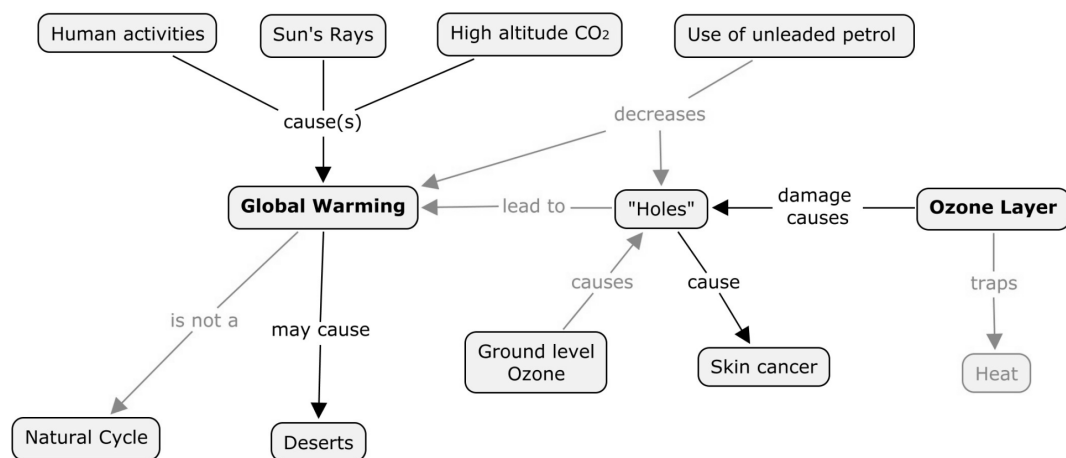 Human activities
Sun's Rays
High altitude CO₂
Use of unleaded petrol
cause(s)
decreases
Global Warming
lead to
"Holes"
damage
causes
Ozone Layer
is not a
may cause
causes
cause
traps
Ground level
Ozone
Skin cancer
Heat
Natural Cycle
Deserts